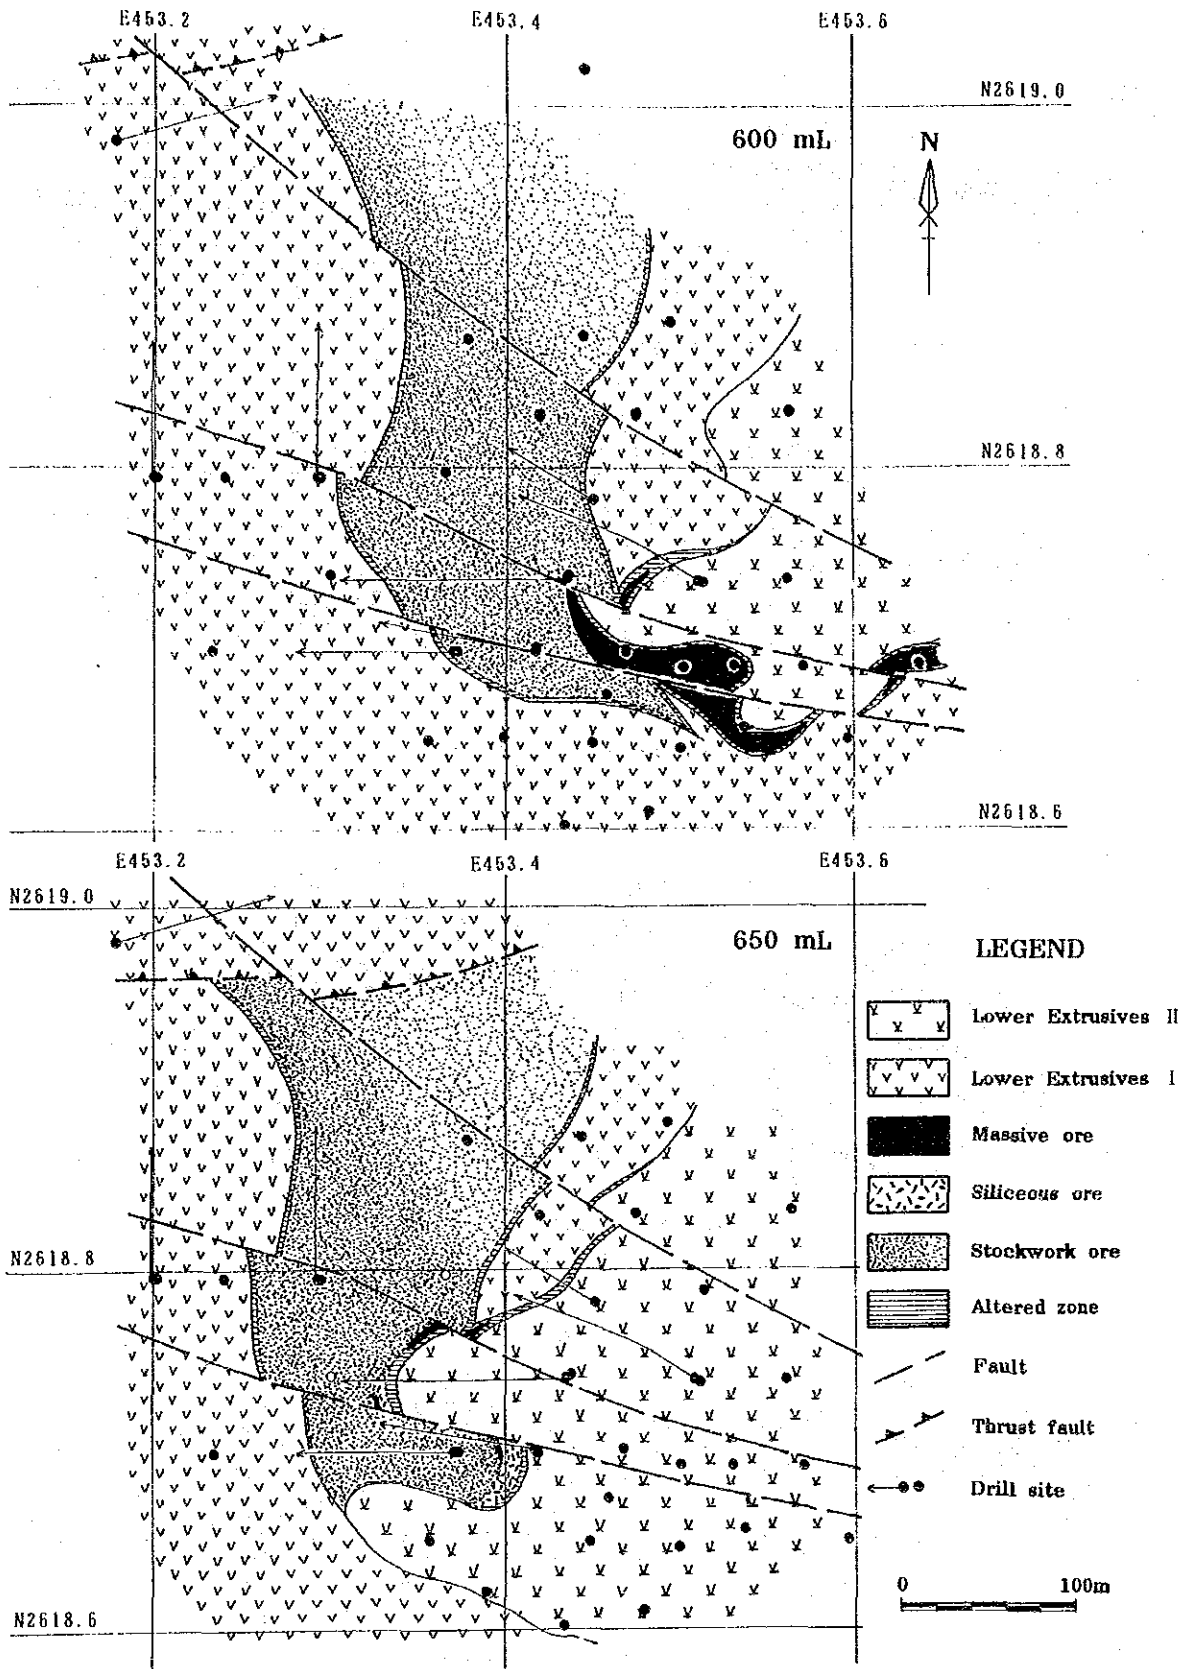 E453.2 E453.4 E453.6
N2619.0
600 mL
N
N2618.8
N2618.6
E453.2 E453.4 E453.6
N2619.0
650 mL
LEGEND
Lower Extrusives II
Lower Extrusives I
Massive ore
Siliceous ore
Stockwork ore
N2618.8
Altered zone
Fault
Thrust fault
Drill site
0 100m
N2618.6